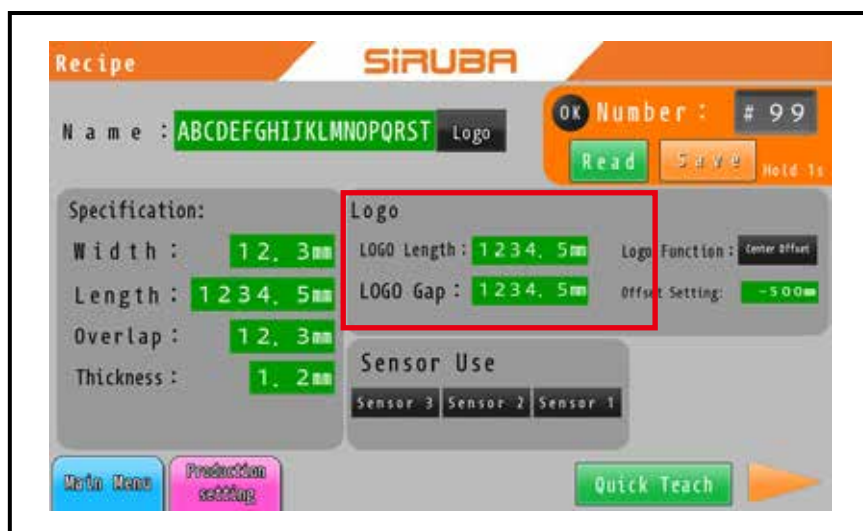 Recipe
SiRUBA
Name : ABCDEFGHIJKLMNOPQRST Logo
OK Number : # 99
Read Save Hold 1s
Specification:
Width : 12. 3mm
Length : 1234. 5mm
Overlap : 12. 3mm
Thickness : 1. 2mm
Logo
LOGO Length : 1234. 5mm
LOGO Gap : 1234. 5mm
Logo Function : Center Offset
Offset Setting: -500mm
Sensor Use
Sensor 3 Sensor 2 Sensor 1
Main Menu
Production setting
Quick Teach